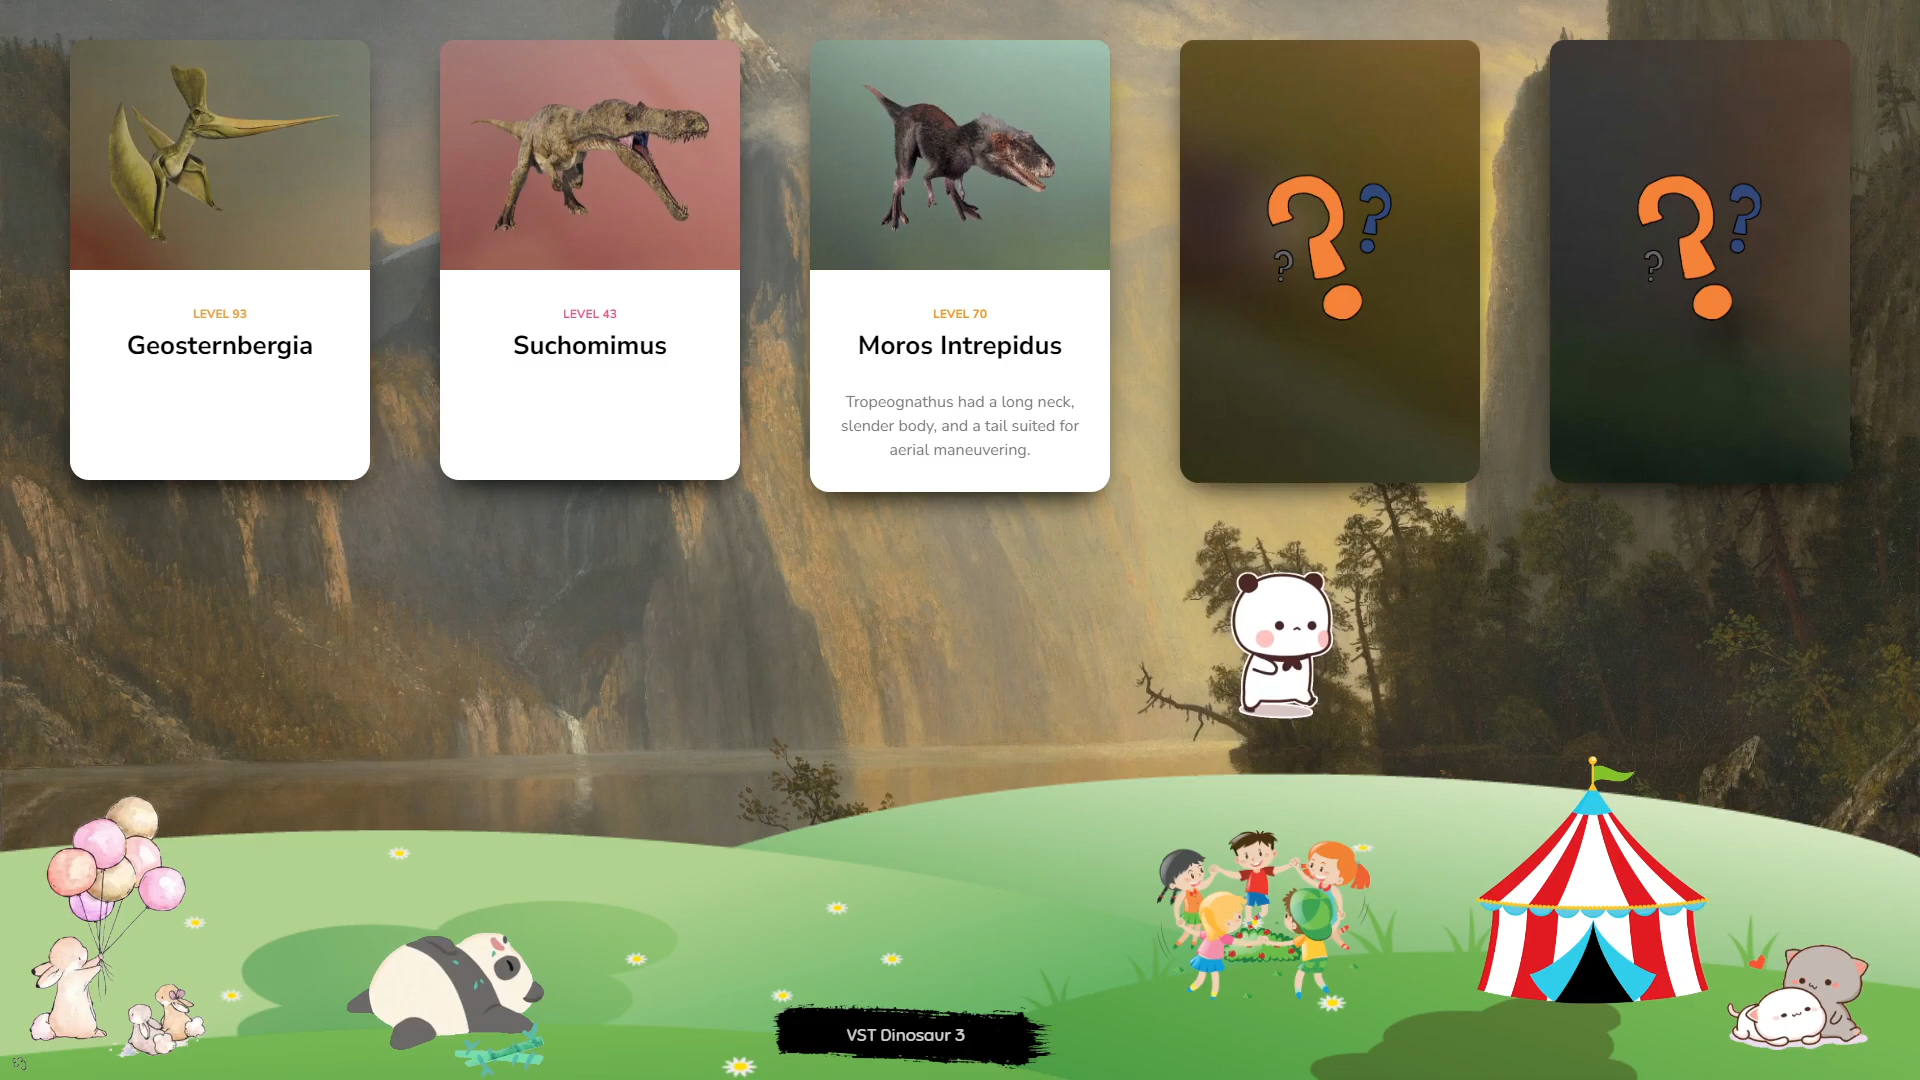 LEVEL 93
Geosternbergia
LEVEL 43
Suchomimus
LEVEL 70
Moros Intrepidus
Tropeognathus had a long neck,
slender body, and a tail suited for
aerial maneuvering.
? ? ?
? ? ?
VST Dinosaur 3